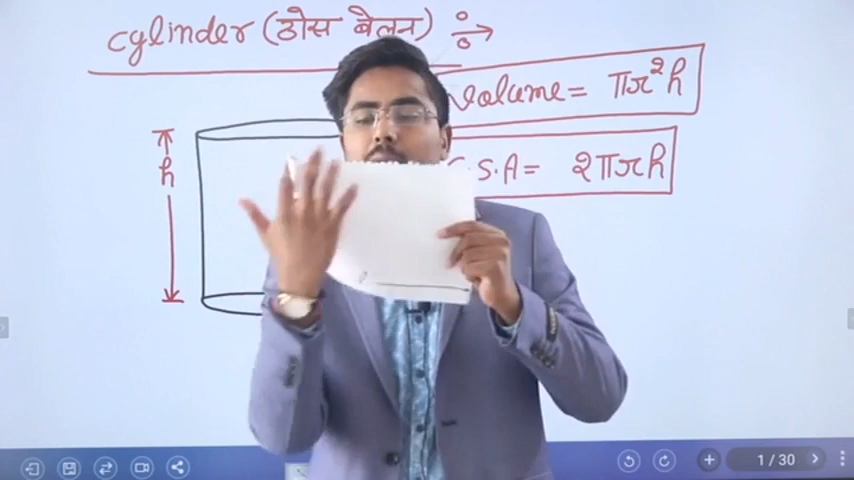 cylinder (ठोस बेलन) ÷→
volume = πr²h
C.S.A = 2πrh
h
1 / 30